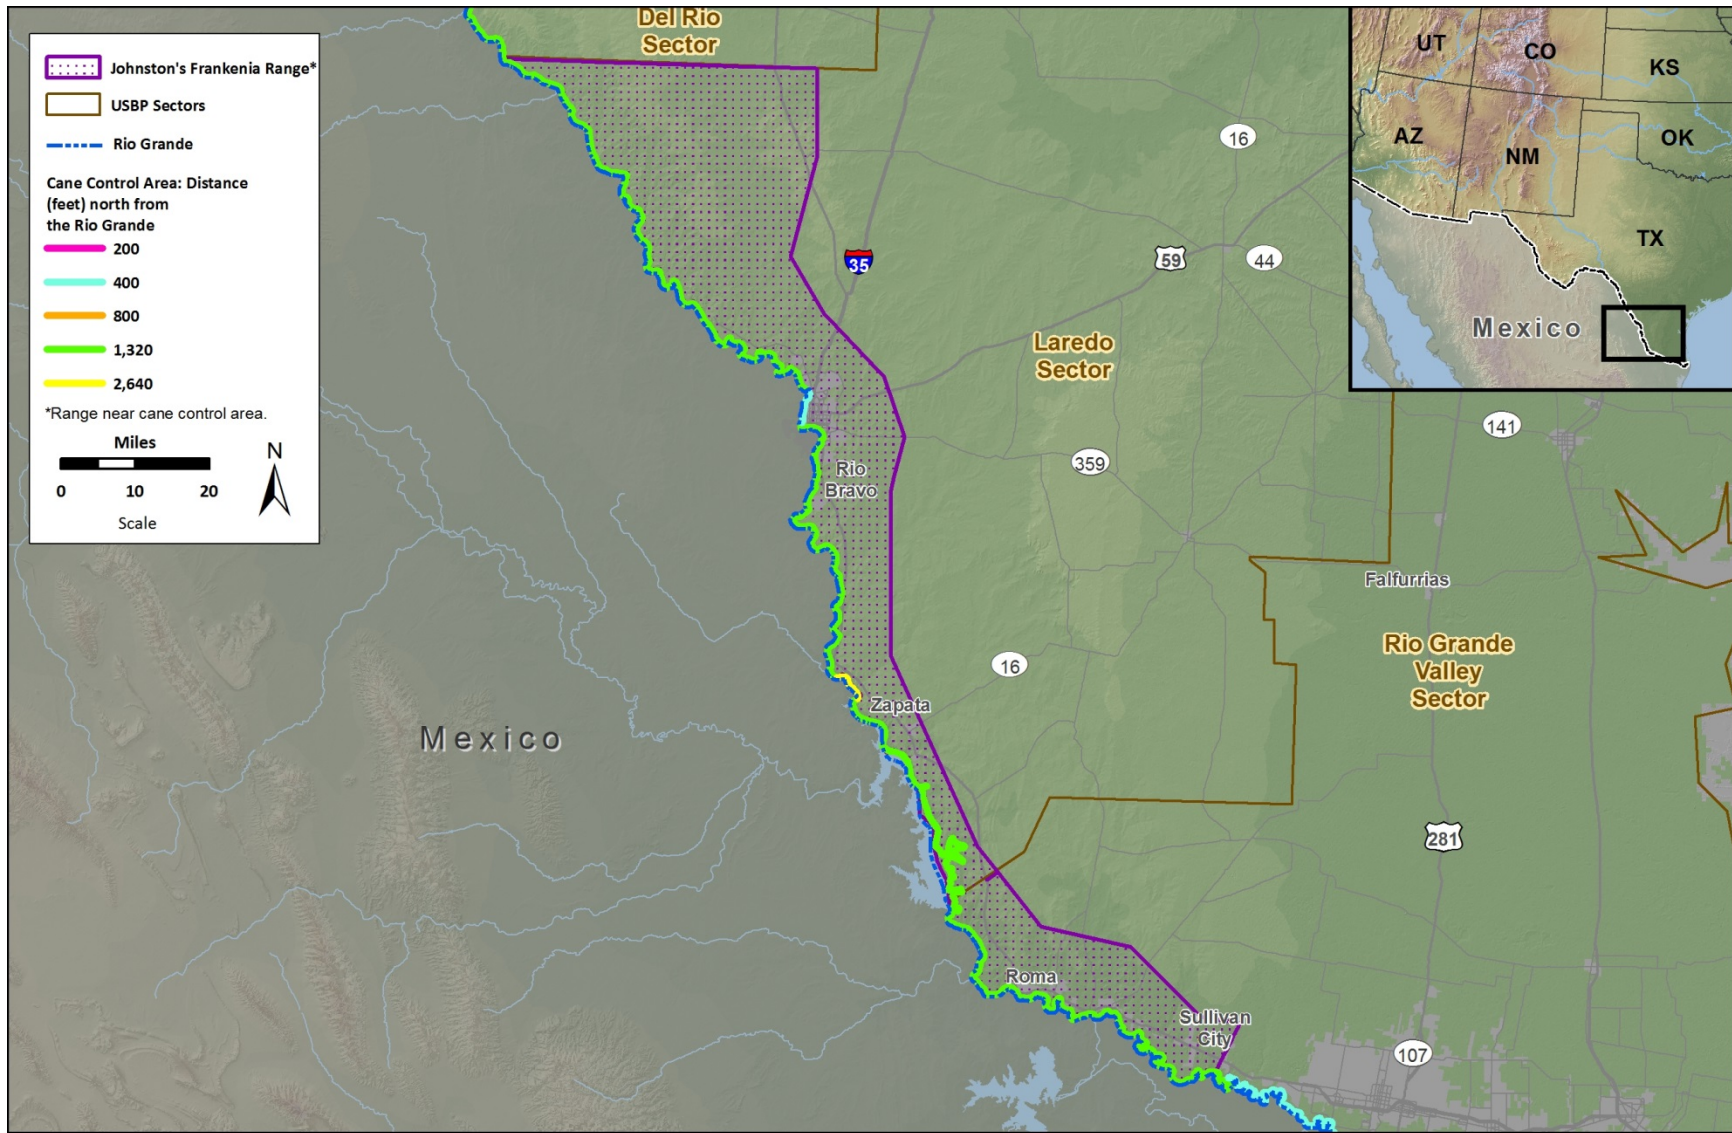 Johnston's Frankenia Range*
USBP Sectors
Rio Grande
Cane Control Area: Distance
(feet) north from
the Rio Grande
200
400
800
1,320
2,640
*Range near cane control area.
Miles
0 10 20
Scale
N
Del Rio
Sector
16
35
59
44
Laredo
Sector
141
359
Rio
Bravo
Falfurrias
Rio Grande
Valley
Sector
16
Zapata
Mexico
281
Roma
Sullivan
City
107
UT
CO
KS
AZ
NM
OK
TX
Mexico